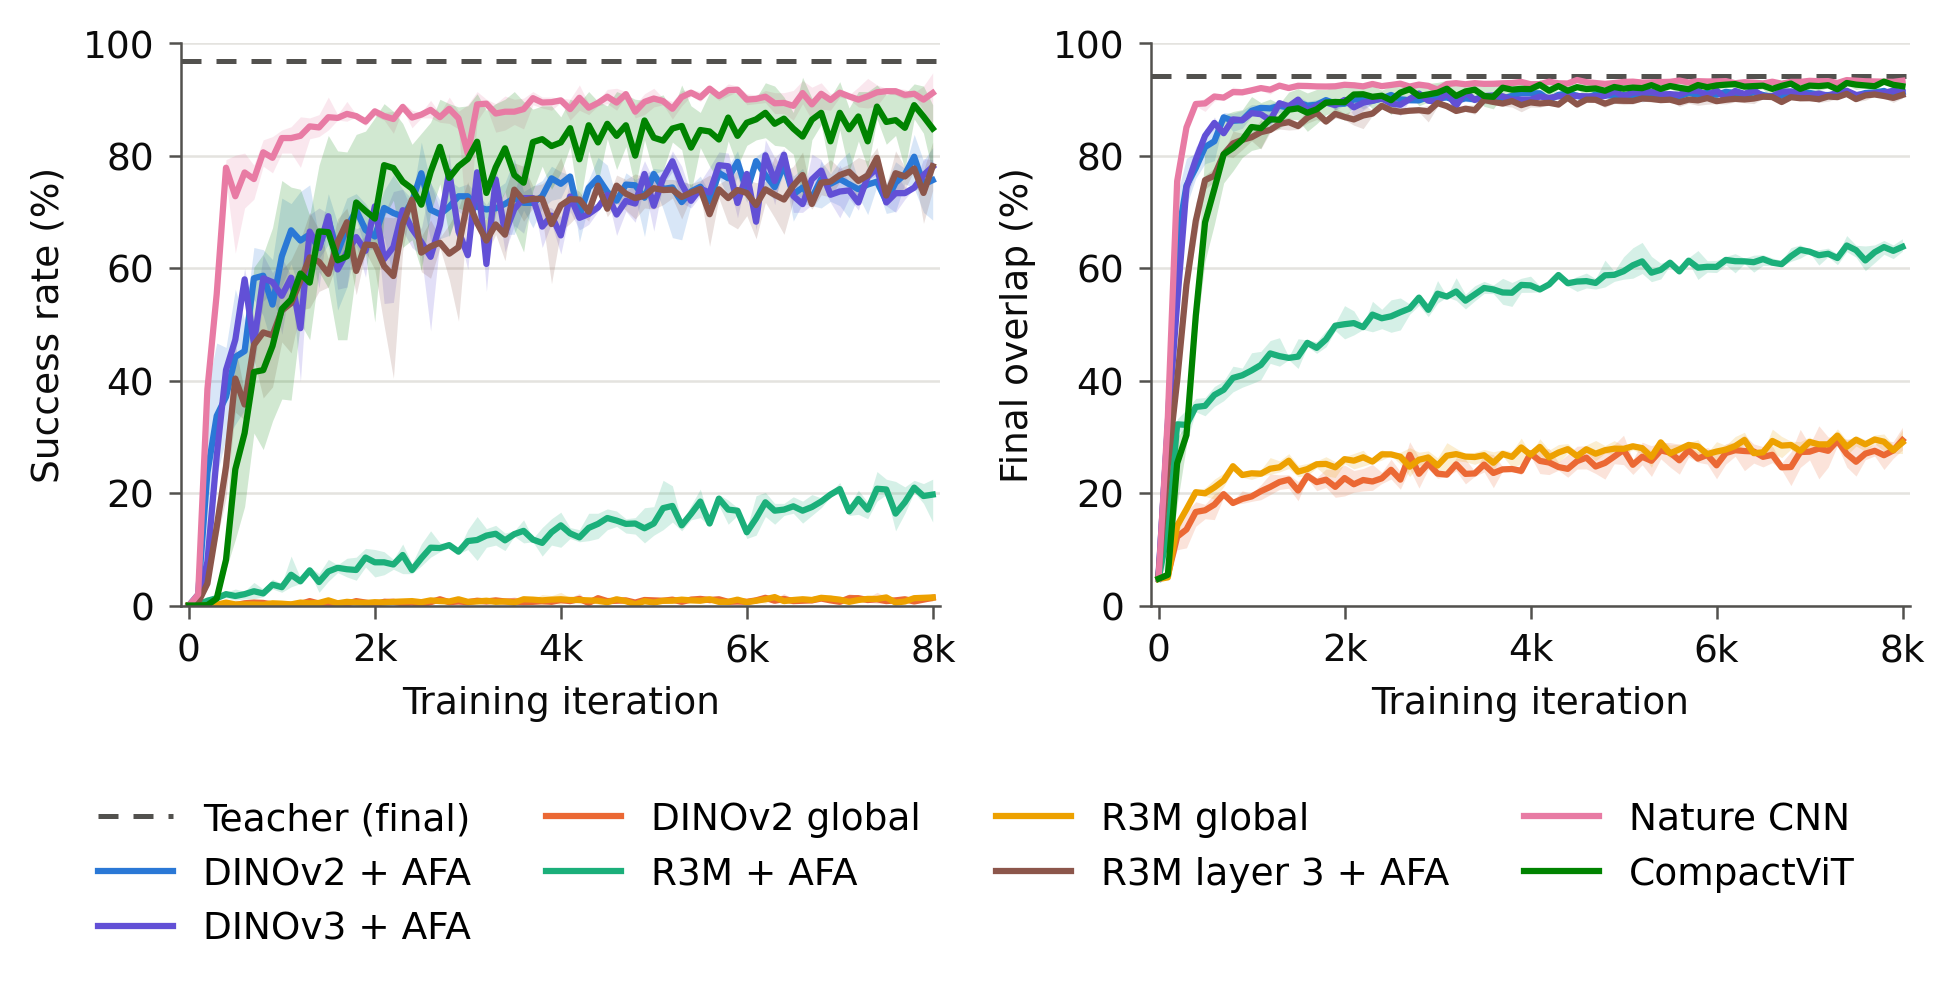 100
80
60
40
20
0
Success rate (%)
0 2k 4k 6k 8k
Training iteration
100
80
60
40
20
0
Final overlap (%)
0 2k 4k 6k 8k
Training iteration
Teacher (final)
DINOv2 + AFA
DINOv3 + AFA
DINOv2 global
R3M + AFA
R3M global
R3M layer 3 + AFA
Nature CNN
CompactViT